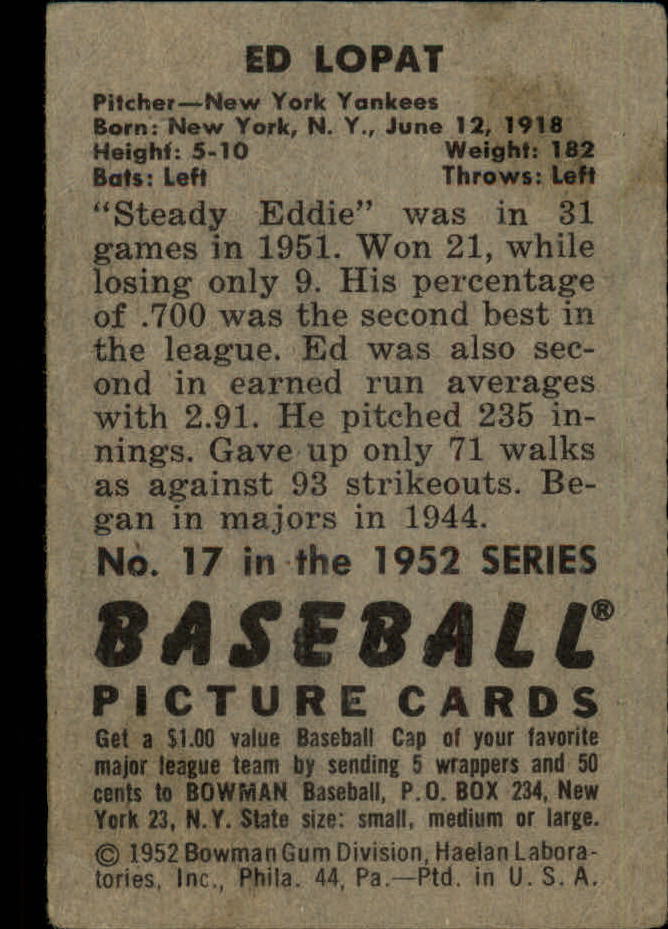 ED LOPAT
Pitcher—New York Yankees
Born: New York, N. Y., June 12, 1918
Height: 5-10 Weight: 182
Bats: Left Throws: Left
“Steady Eddie” was in 31
games in 1951. Won 21, while
losing only 9. His percentage
of .700 was the second best in
the league. Ed was also sec-
ond in earned run averages
with 2.91. He pitched 235 in-
nings. Gave up only 71 walks
as against 93 strikeouts. Be-
gan in majors in 1944.
No. 17 in the 1952 SERIES
BASEBALL®
PICTURE CARDS
Get a $1.00 value Baseball Cap of your favorite
major league team by sending 5 wrappers and 50
cents to BOWMAN Baseball, P.O. BOX 234, New
York 23, N.Y. State size: small, medium or large.
© 1952 Bowman Gum Division, Haelan Labora-
tories, Inc., Phila. 44, Pa.—Ptd. in U. S. A.